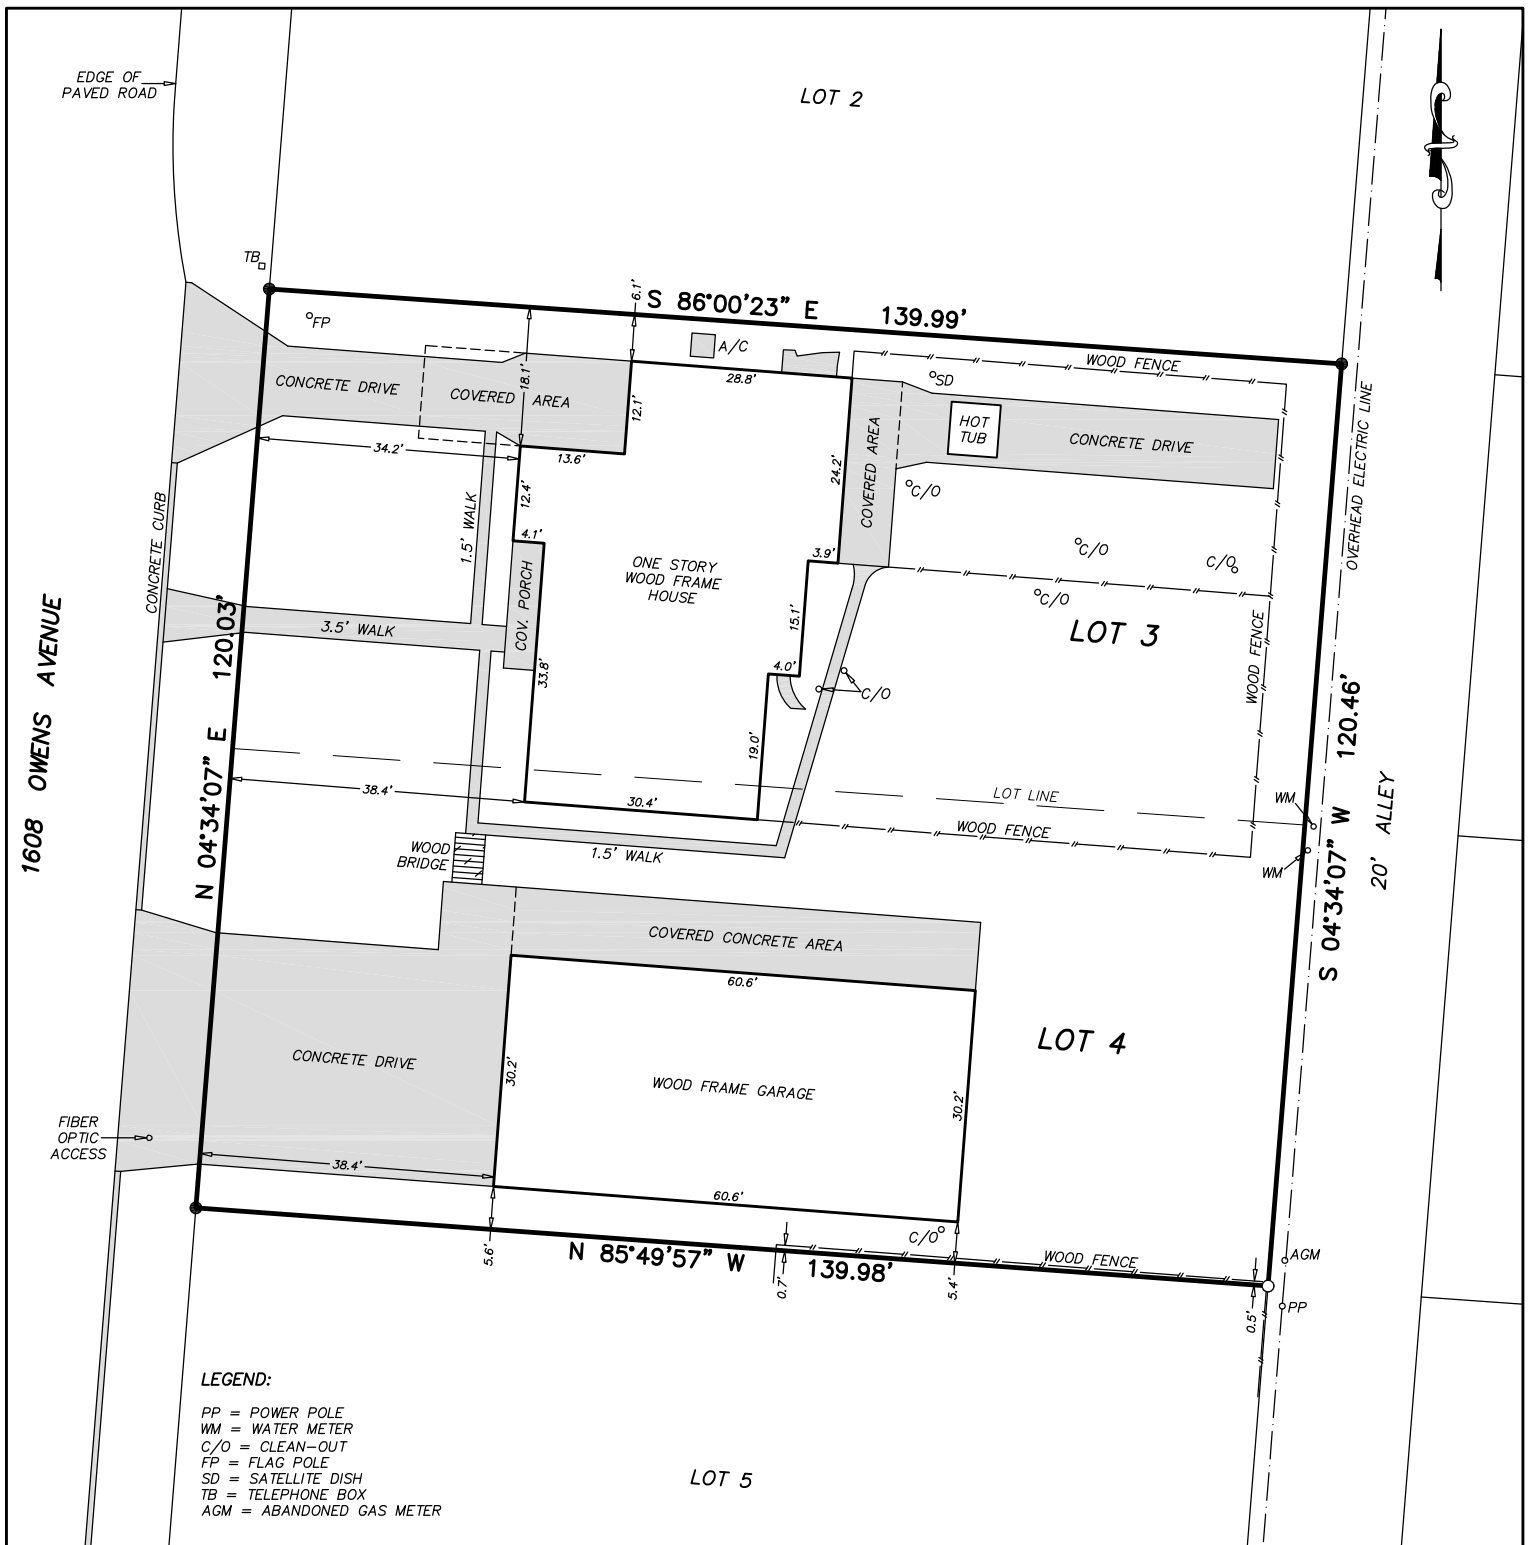 EDGE OF
PAVED ROAD
LOT 2
TB
FP
6.1'
S 86°00'23" E 139.99'
A/C
WOOD FENCE
CONCRETE DRIVE
COVERED AREA
18.1'
12.1'
28.8'
SD
HOT
TUB
CONCRETE DRIVE
OVERHEAD ELECTRIC LINE
34.2'
13.6'
24.2'
COVERED AREA
CONCRETE CURB
1.5' WALK
12.4'
C/O
4.1'
3.9'
C/O
C/O
ONE STORY
WOOD FRAME
HOUSE
COV. PORCH
C/O
1608 OWENS AVENUE
3.5' WALK
15.1'
LOT 3
WOOD FENCE
33.8'
4.0'
C/O
N 04°34'07" E 120.03'
19.0'
38.4'
30.4'
LOT LINE
WM
WOOD FENCE
WOOD
BRIDGE
1.5' WALK
WM
S 04°34'07" W 120.46'
20' ALLEY
COVERED CONCRETE AREA
60.6'
LOT 4
CONCRETE DRIVE
30.2'
WOOD FRAME GARAGE
30.2'
FIBER
OPTIC
ACCESS
38.4'
60.6'
C/O
5.6'
N 85°49'57" W 139.98'
0.7'
5.4'
WOOD FENCE
AGM
0.5'
PP
LEGEND:
PP = POWER POLE
WM = WATER METER
C/O = CLEAN-OUT
FP = FLAG POLE
SD = SATELLITE DISH
TB = TELEPHONE BOX
AGM = ABANDONED GAS METER
LOT 5